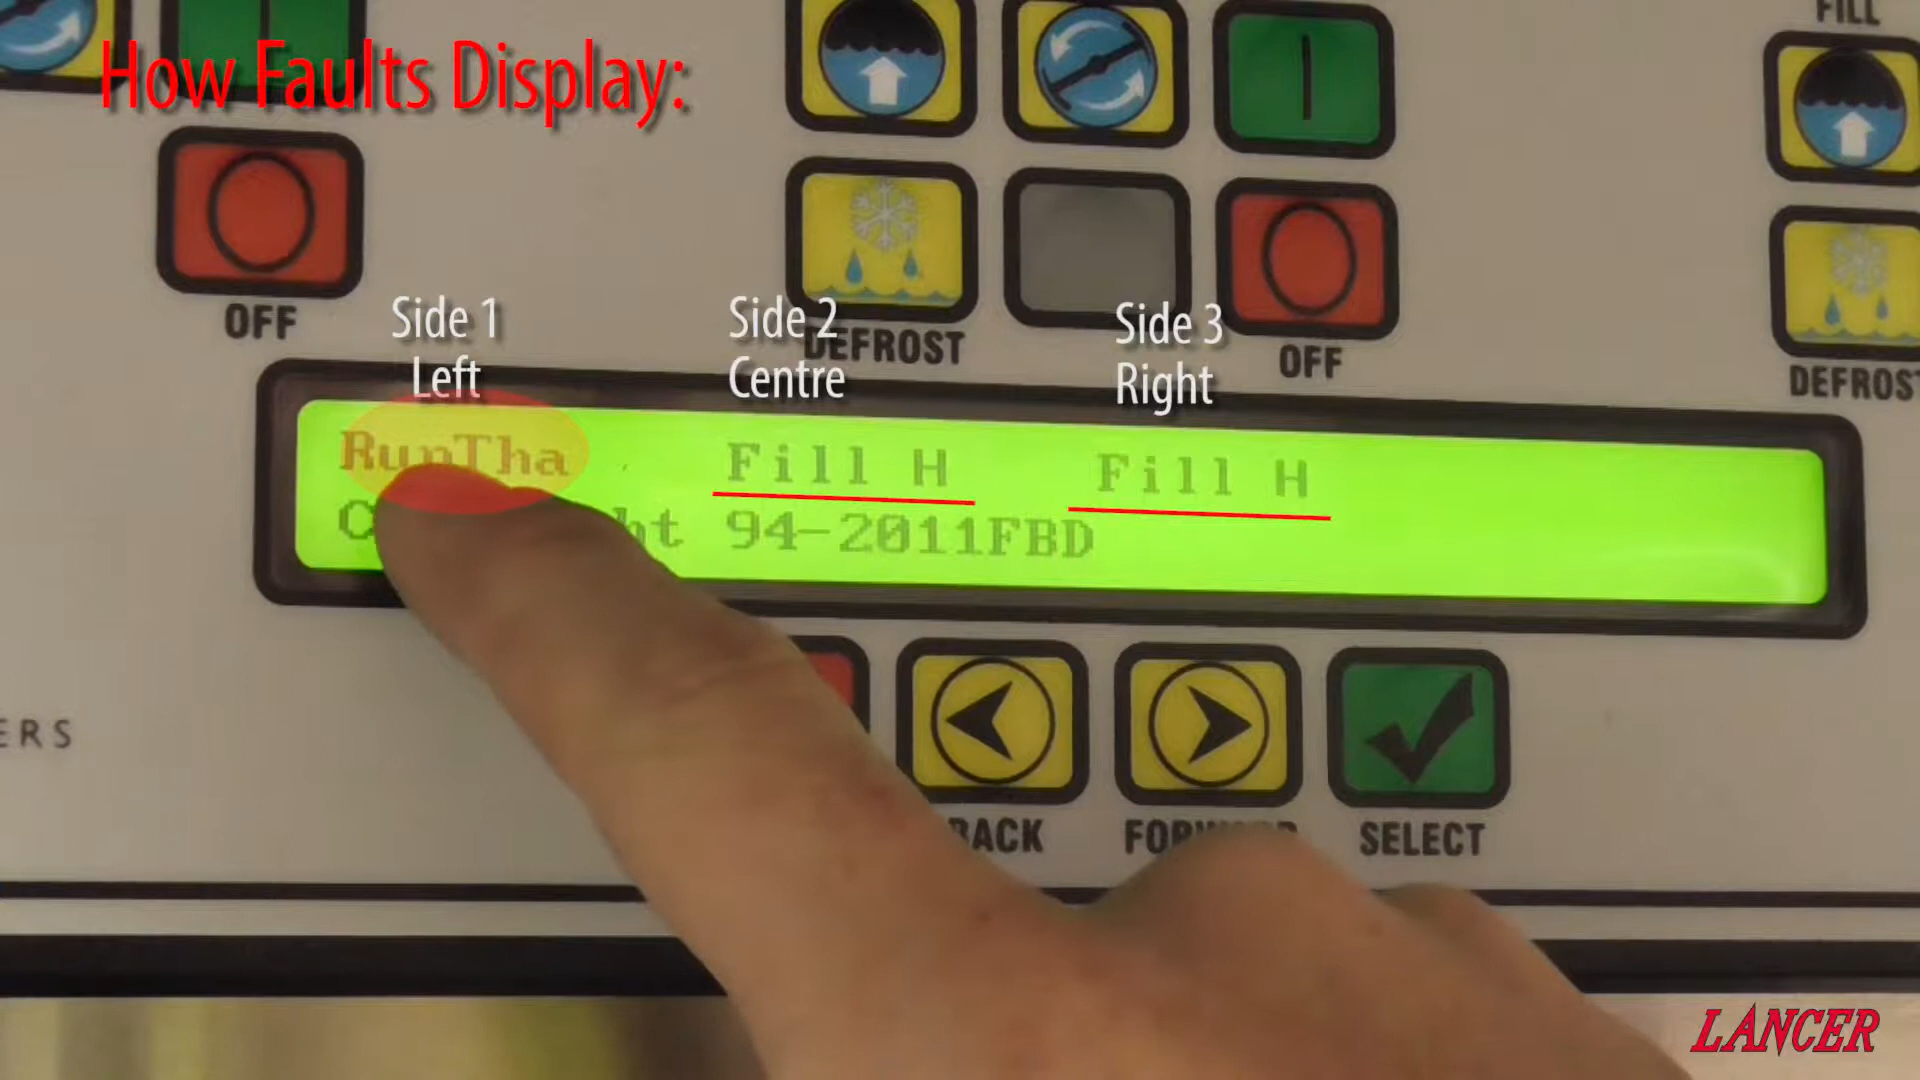 FILL
How Faults Display:
OFF
DEFROST
OFF
DEFROST
Side 1
Left
Side 2
Centre
Side 3
Right
RunTha Fill H Fill H
94-2011FBD
ERS
BACK
SELECT
LANCER